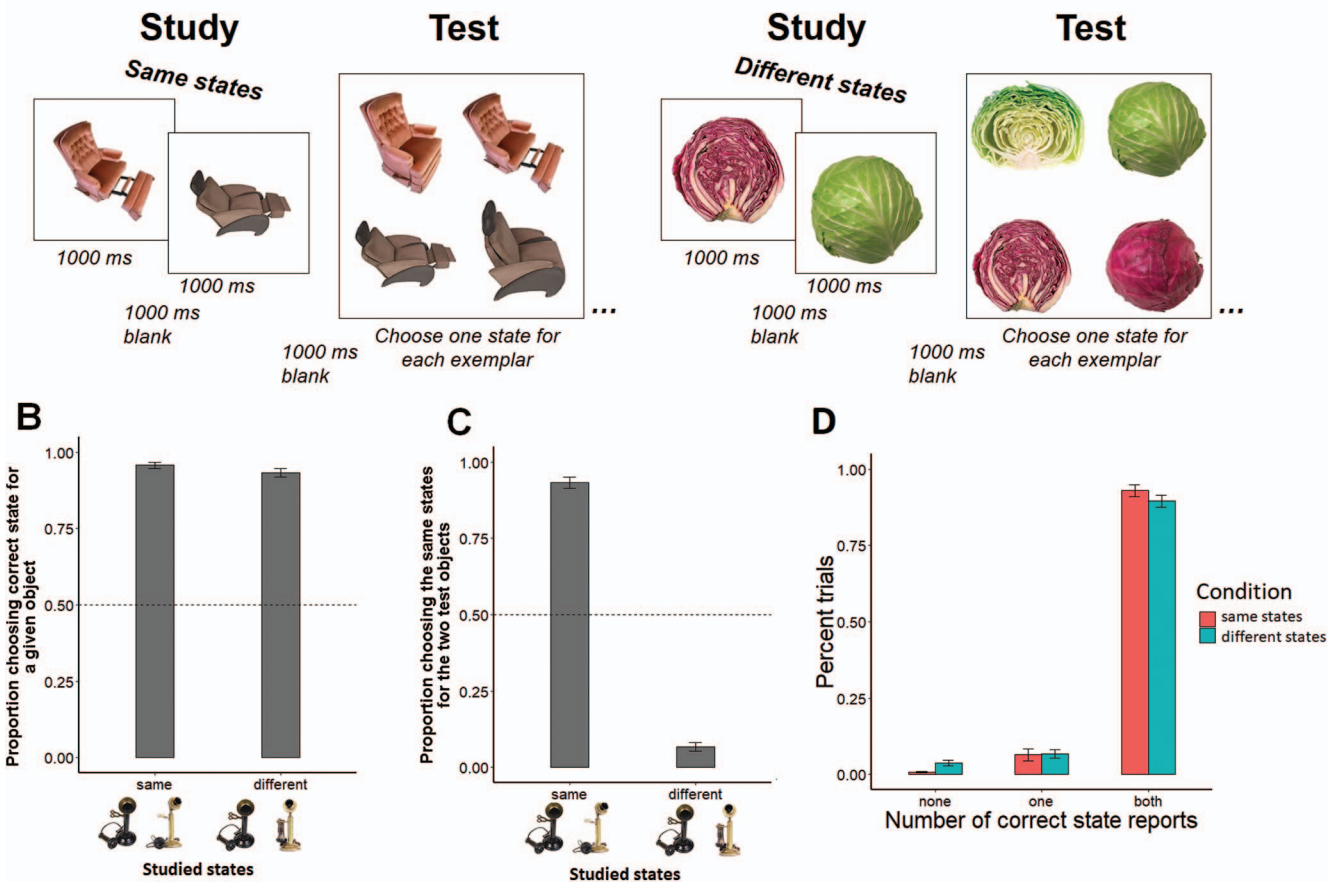 Study
Test
Same states
1000 ms
1000 ms
1000 ms
blank
1000 ms
blank
Choose one state for
each exemplar
...
Study
Test
Different states
1000 ms
1000 ms
1000 ms
blank
1000 ms
blank
Choose one state for
each exemplar
...
B
Proportion choosing correct state for
a given object
1.00
0.75
0.50
0.25
0.00
same
different
Studied states
C
Proportion choosing the same states
for the two test objects
1.00
0.75
0.50
0.25
0.00
same
different
Studied states
D
Percent trials
1.00
0.75
0.50
0.25
0.00
none
one
both
Number of correct state reports
Condition
same states
different states